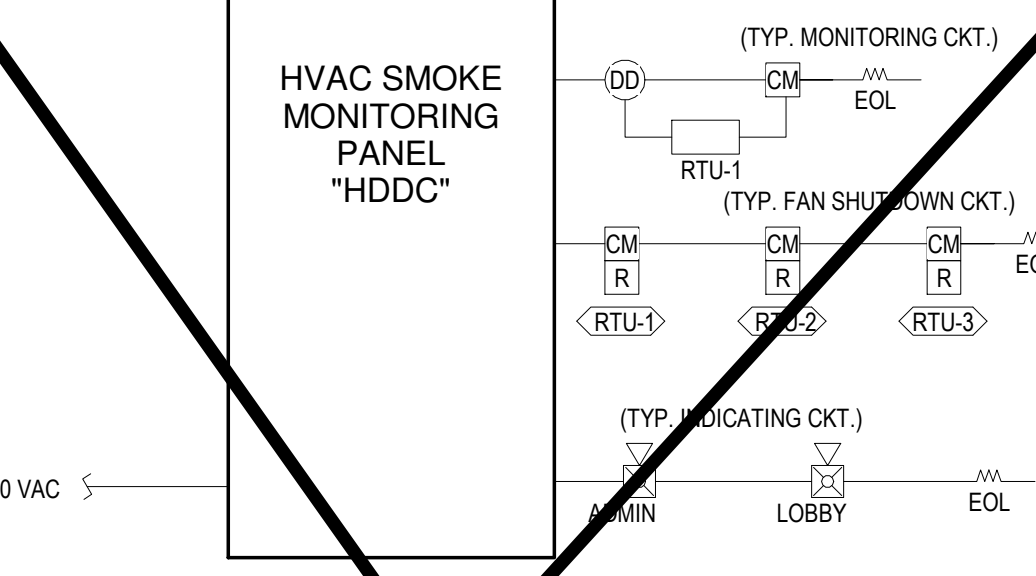 (TYP. MONITORING CKT.)
HVAC SMOKE
MONITORING
PANEL
"HDDC"
DD
CM
EOL
RTU-1
(TYP. FAN SHUTDOWN CKT.)
CM
CM
CM
R
R
R
RTU-1
RTU-2
RTU-3
(TYP. INDICATING CKT.)
0 VAC
ADMIN
LOBBY
EOL